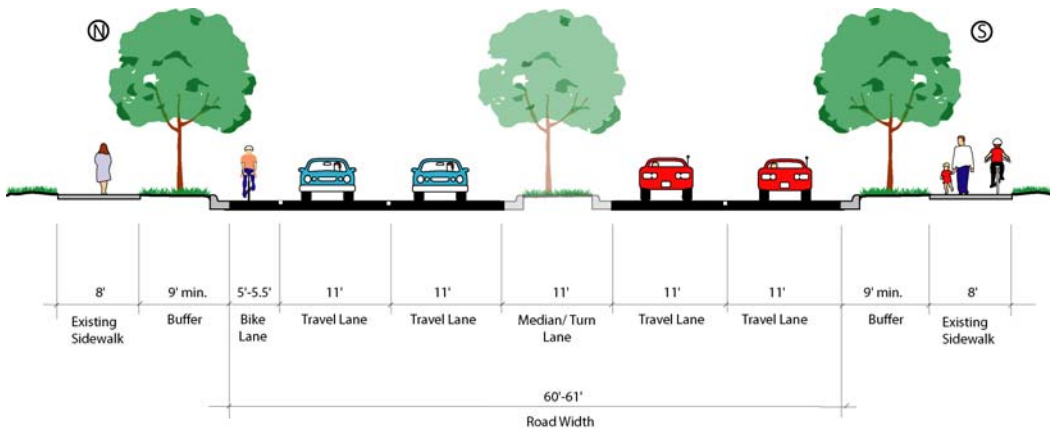 N
S
8'
9' min.
5'-5.5'
11'
11'
11'
11'
11'
9' min.
8'
Existing
Sidewalk
Buffer
Bike
Lane
Travel Lane
Travel Lane
Median/ Turn
Lane
Travel Lane
Travel Lane
Buffer
Existing
Sidewalk
60'-61'
Road Width